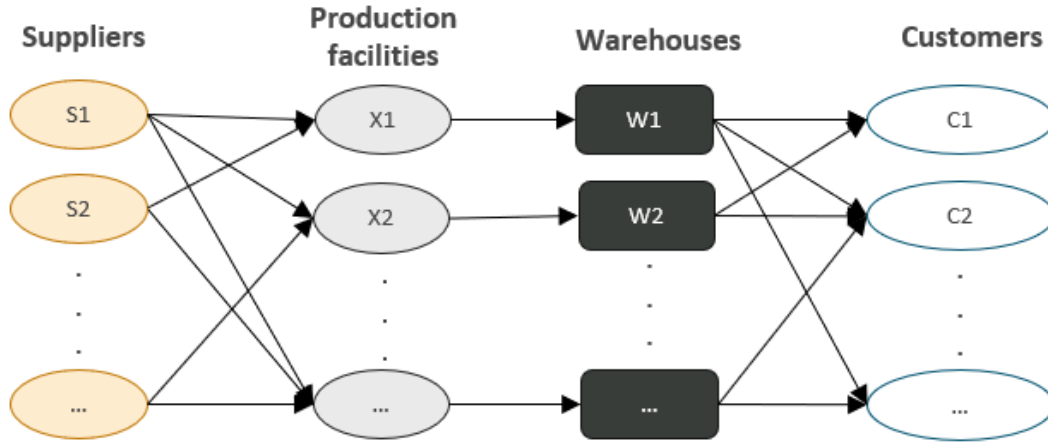 Suppliers
Production
facilities
Warehouses
Customers
S1
X1
W1
C1
S2
X2
W2
C2
...
...
...
...